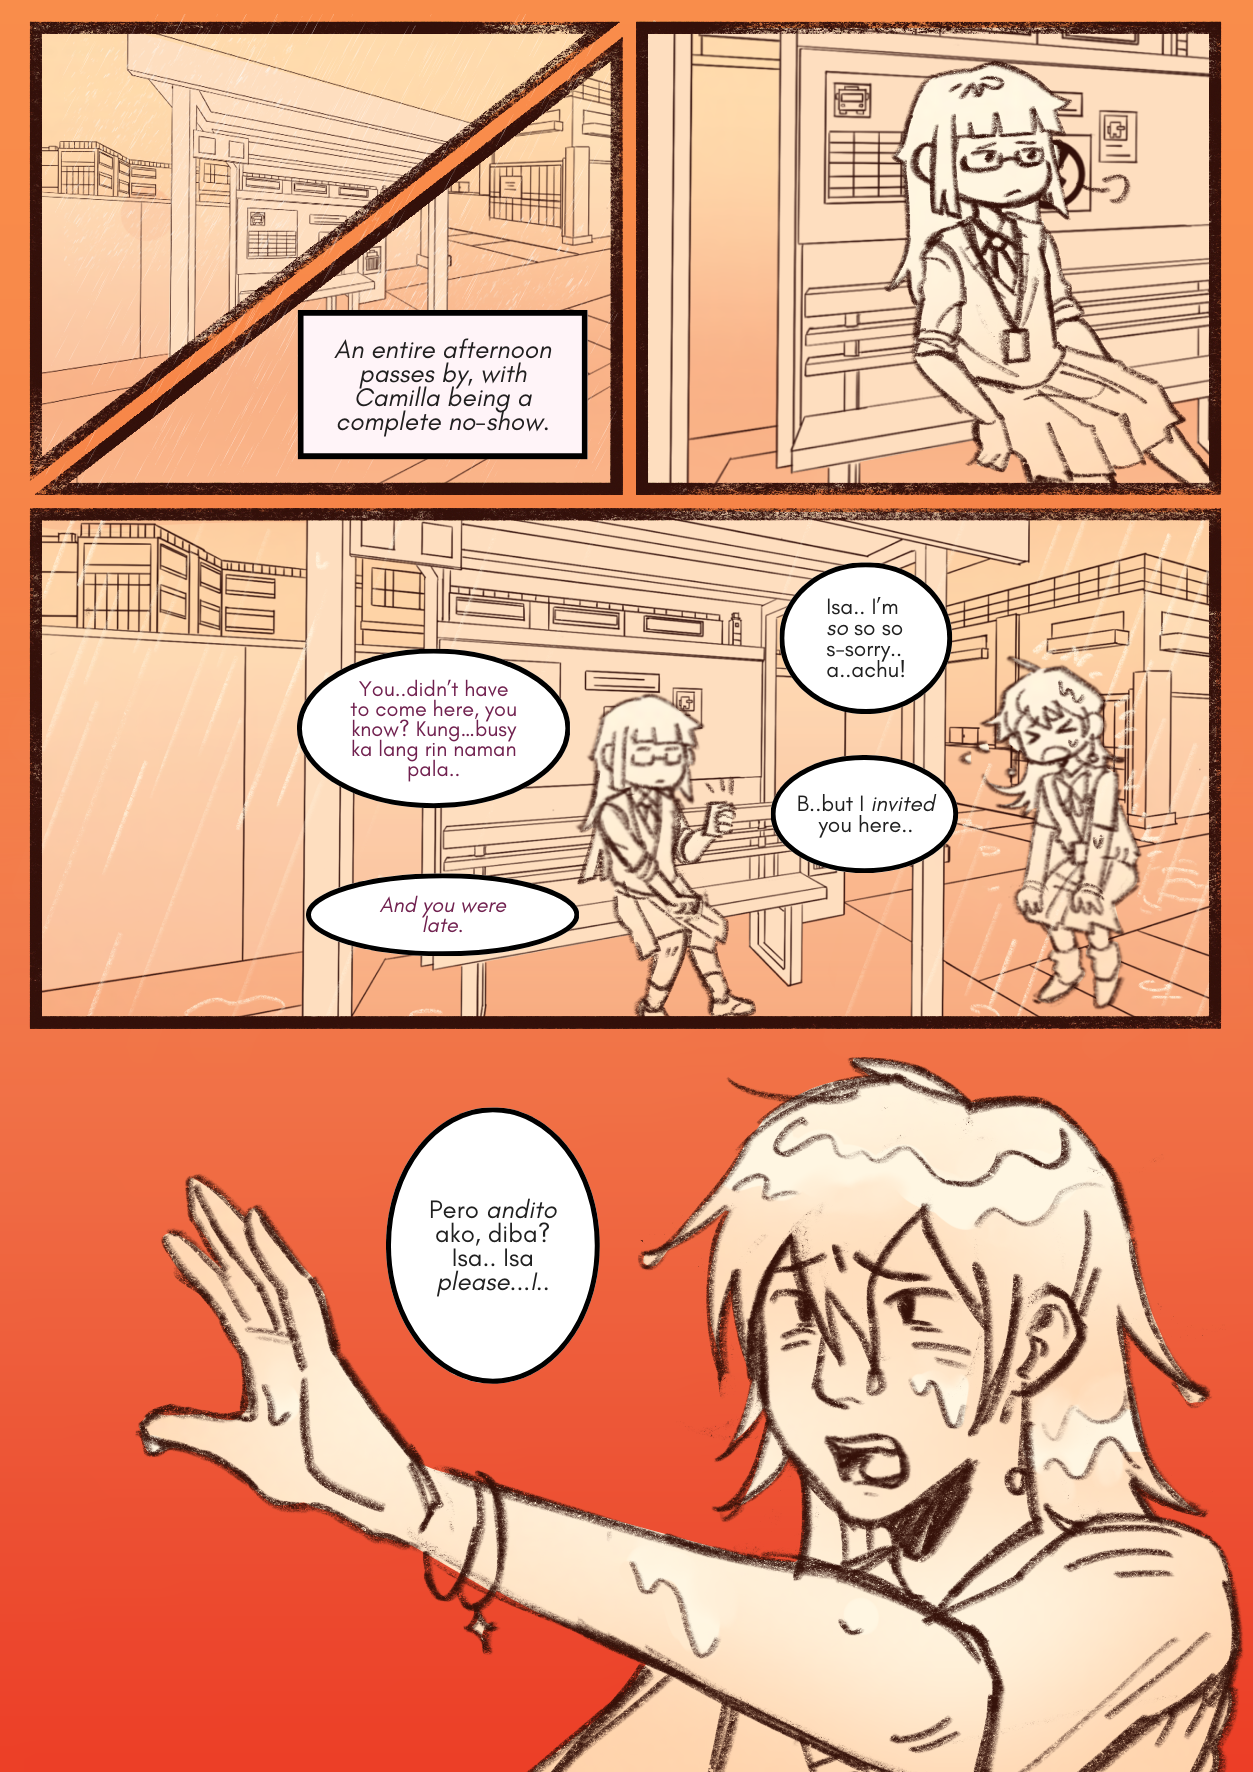 An entire afternoon
passes by, with
Camilla being a
complete no-show.
Isa.. I'm
so so so
s-sorry..
a..achu!
You..didn't have
to come here, you
know? Kung...busy
ka lang rin naman
pala..
B..but I invited
you here..
And you were
late.
Pero andito
ako, diba?
Isa.. Isa
please...I..